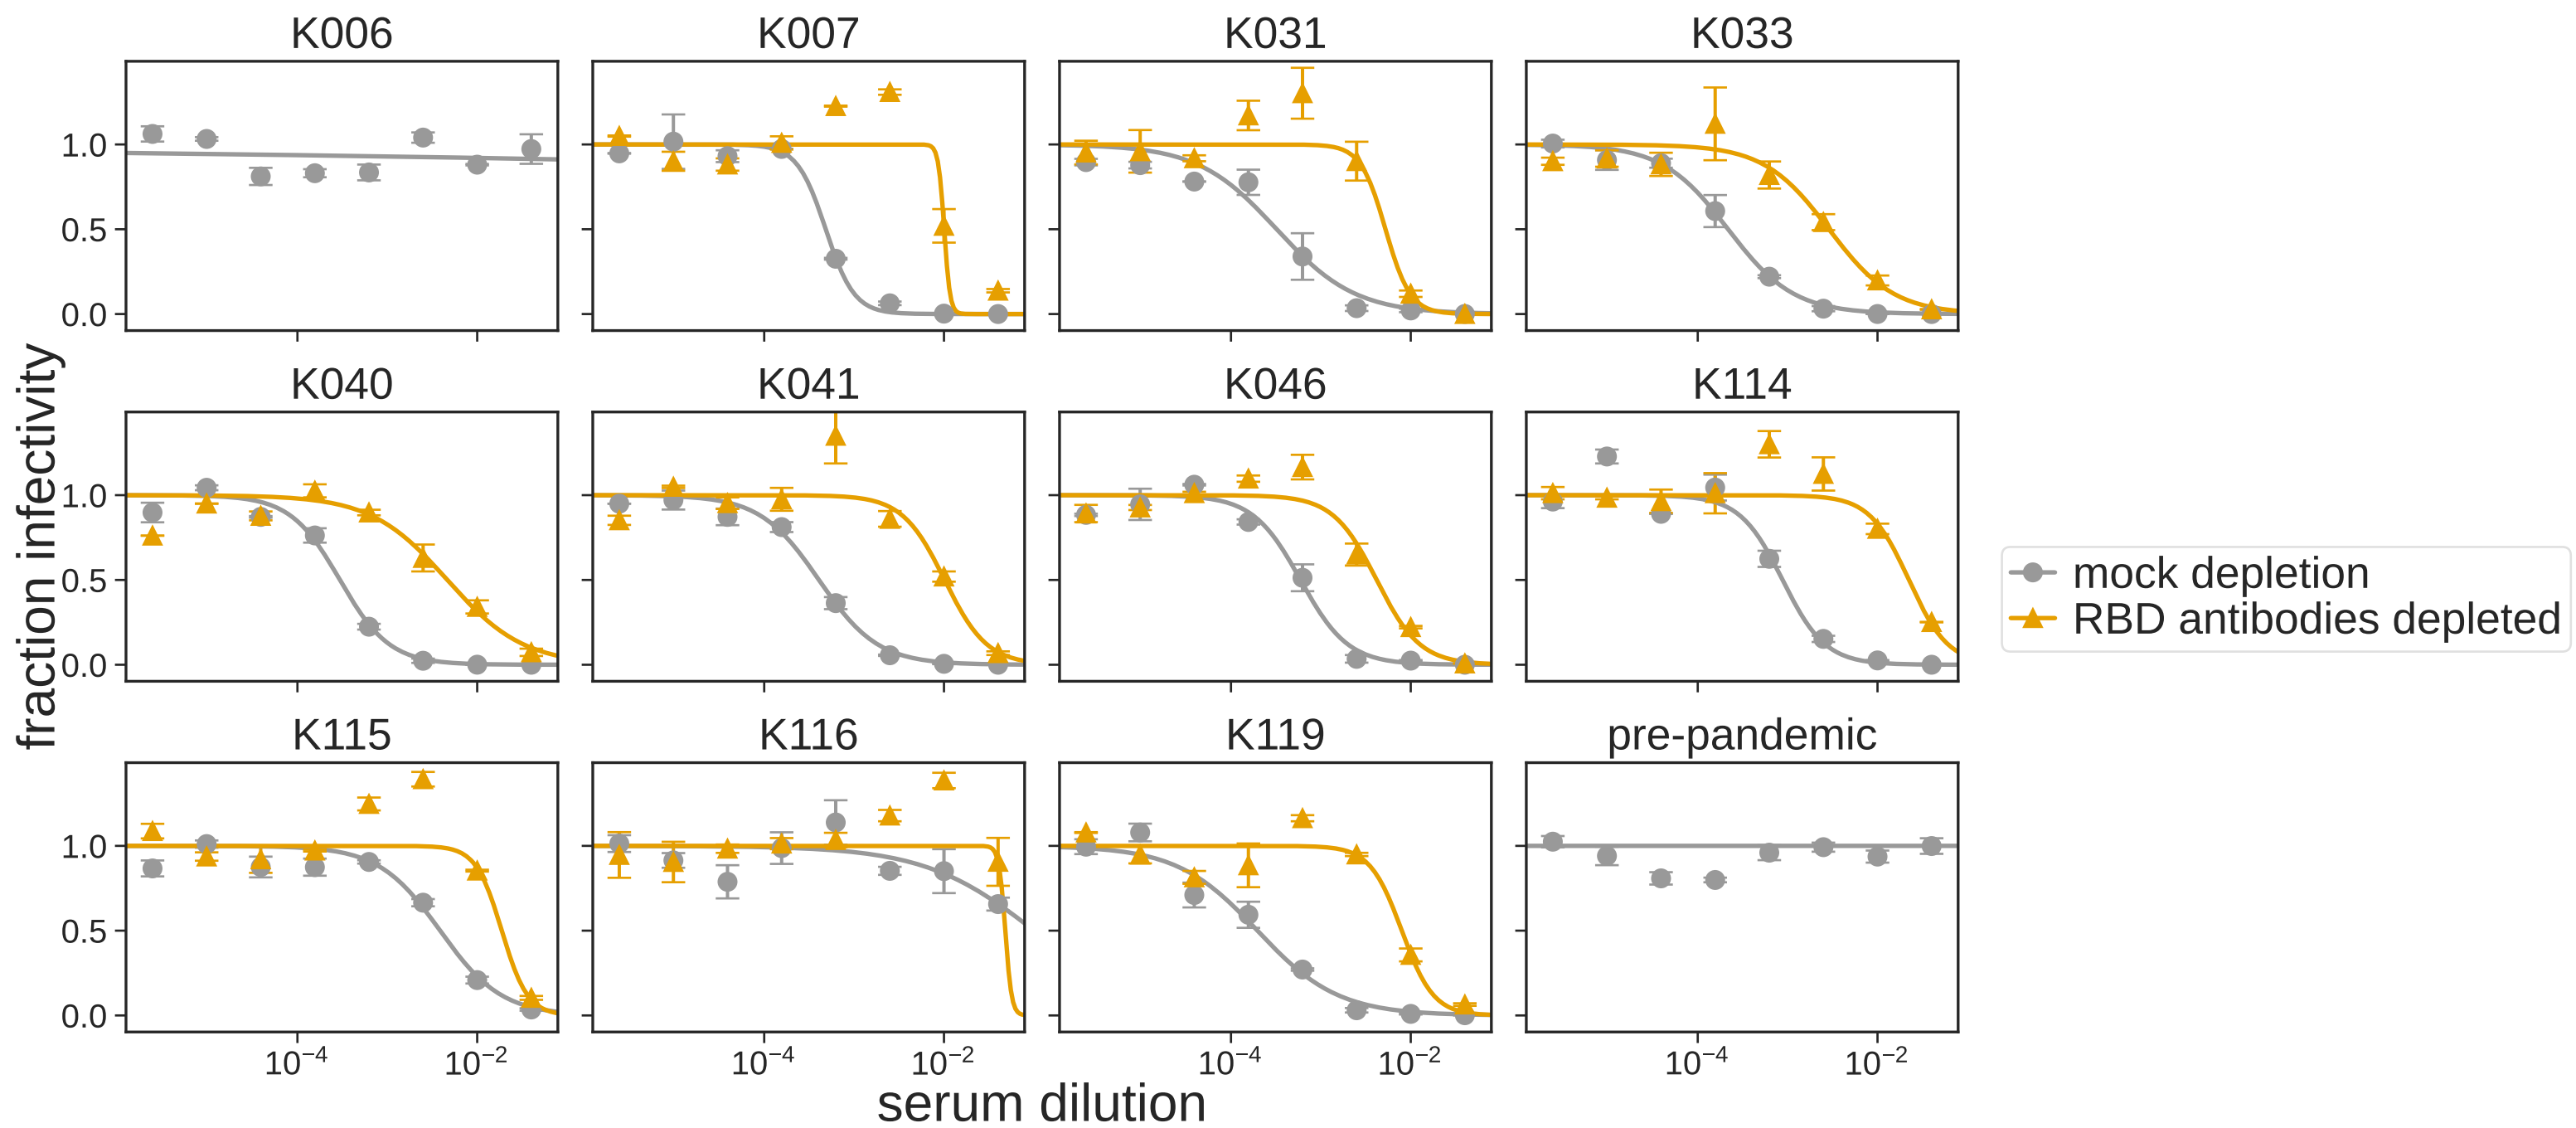 K006
K007
K031
K033
1.0
0.5
0.0
K040
K041
K046
K114
1.0
0.5
0.0
fraction infectivity
mock depletion
RBD antibodies depleted
K115
K116
K119
pre-pandemic
1.0
0.5
0.0
10⁻⁴ 10⁻²
10⁻⁴ 10⁻²
10⁻⁴ 10⁻²
10⁻⁴ 10⁻²
serum dilution